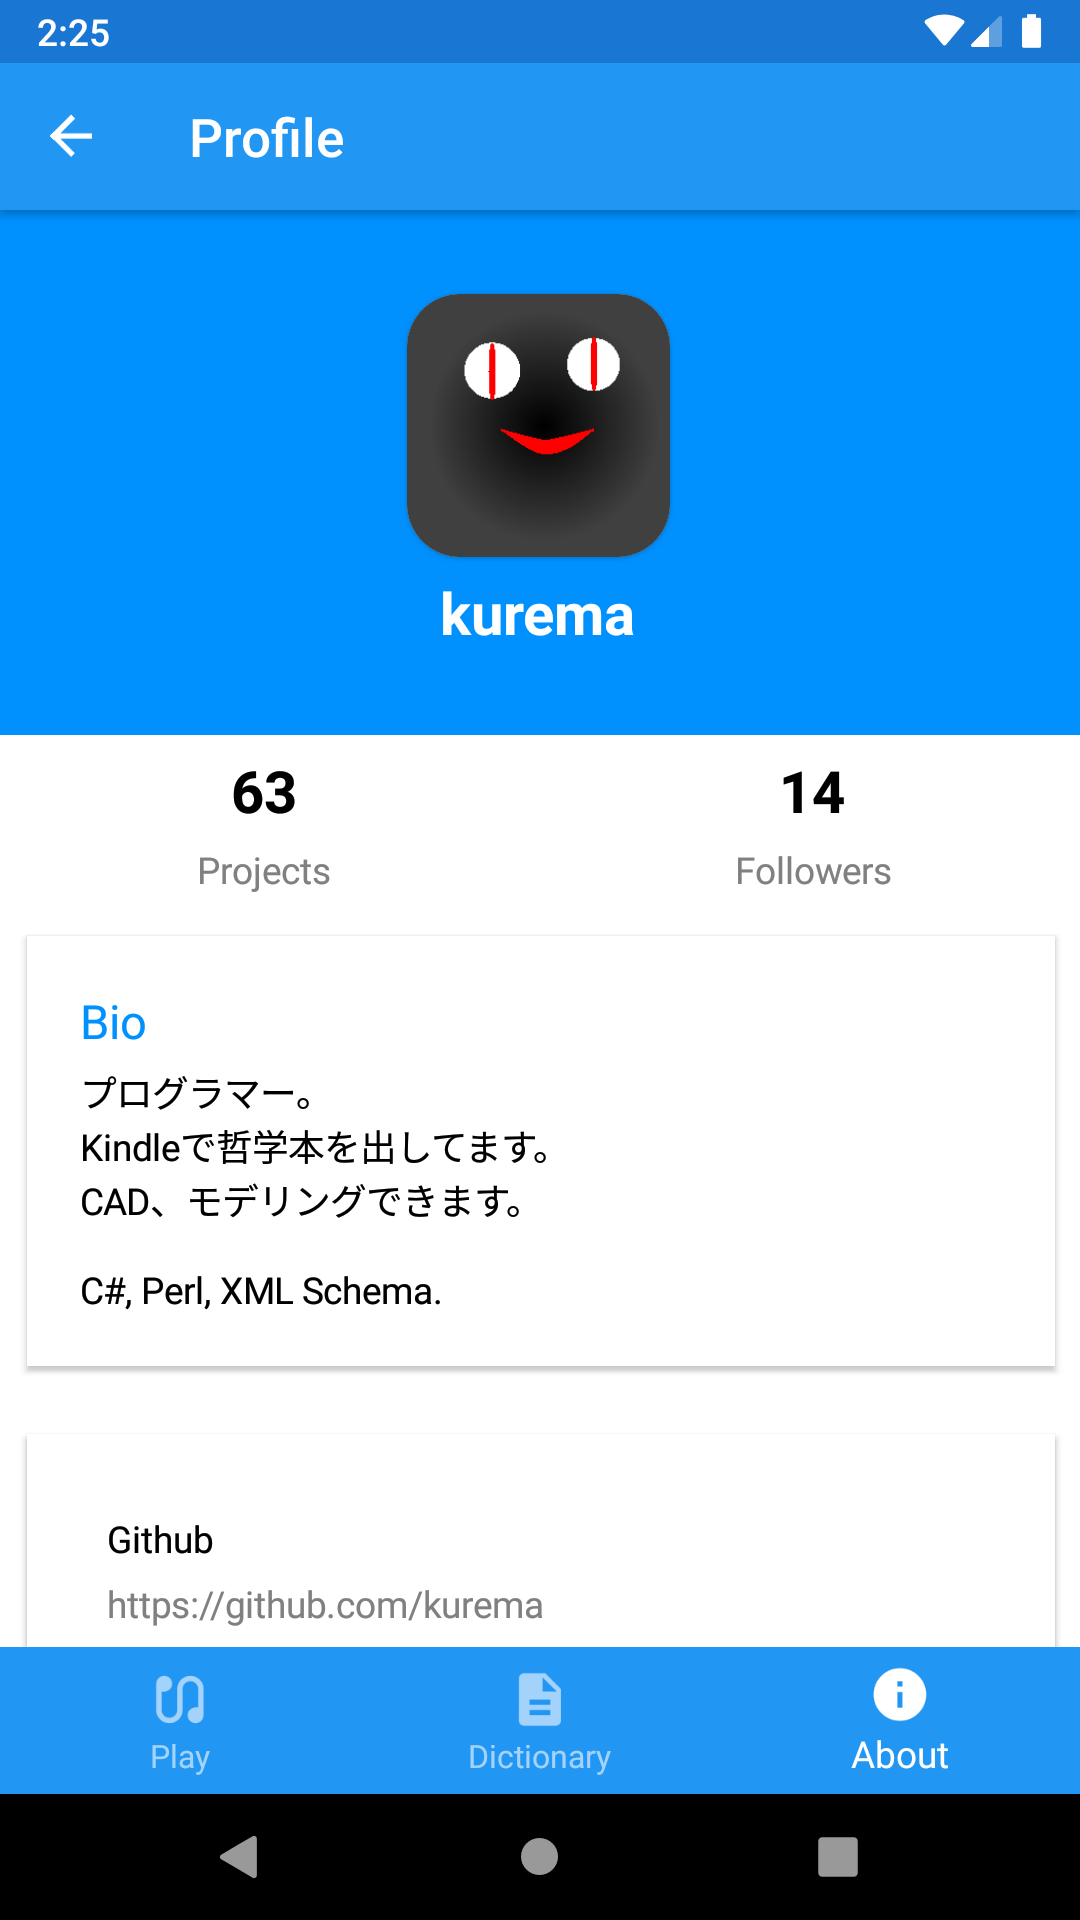 2:25
Profile
kurema
63
14
Projects
Followers
Bio
プログラマー。
Kindleで哲学本を出してます。
CAD、モデリングできます。
C#, Perl, XML Schema.
Github
https://github.com/kurema
Play
Dictionary
About